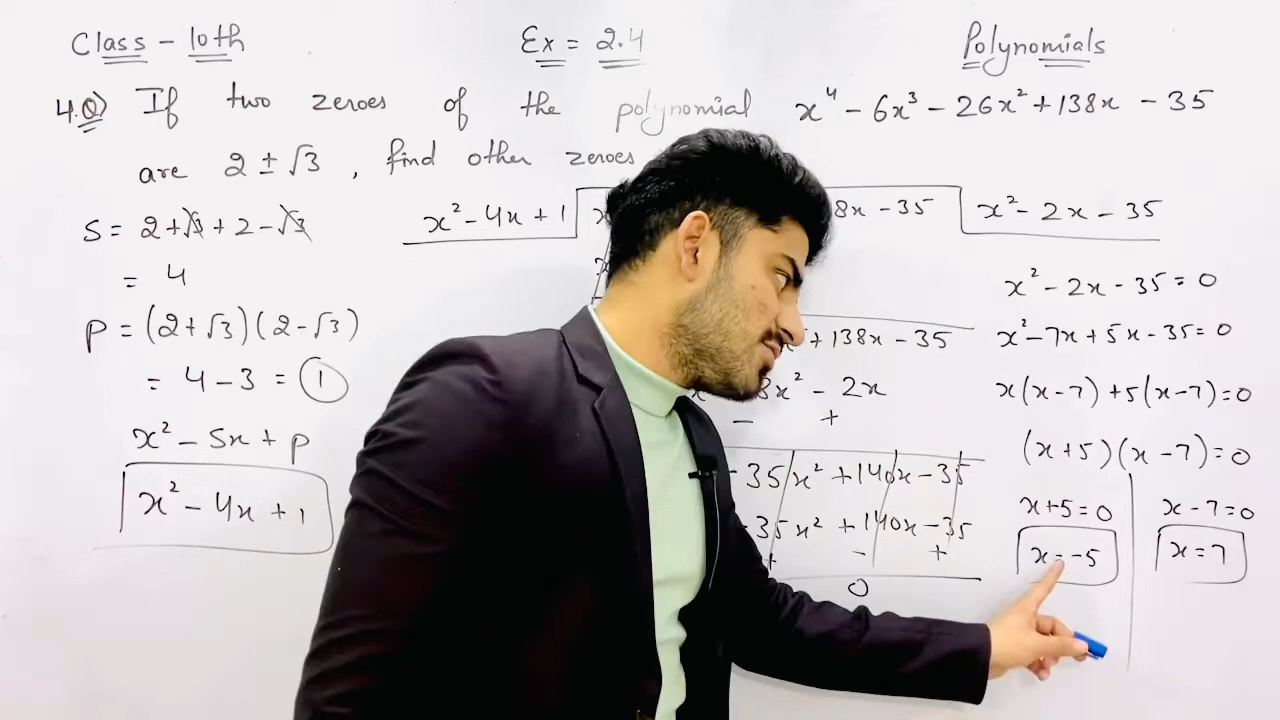 Class - 10th
Ex = 2.4
Polynomials
4.Q) If two zeroes of the polynomial x⁴ - 6x³ - 26x² + 138x - 35
are 2 ± √3 , find other zeroes
S = 2 + √3 + 2 - √3
= 4
P = (2+√3)(2-√3)
= 4 - 3 = 1
x² - Sx + P
x² - 4x + 1
x² - 4x + 1
8x - 35
x² - 2x - 35
+ 138x - 35
8x² - 2x
- +
- 35x² + 140x - 35
35x² + 140x - 35
+ - +
0
x² - 2x - 35 = 0
x² - 7x + 5x - 35 = 0
x(x - 7) + 5(x - 7) = 0
(x + 5)(x - 7) = 0
x + 5 = 0
x = -5
x - 7 = 0
x = 7